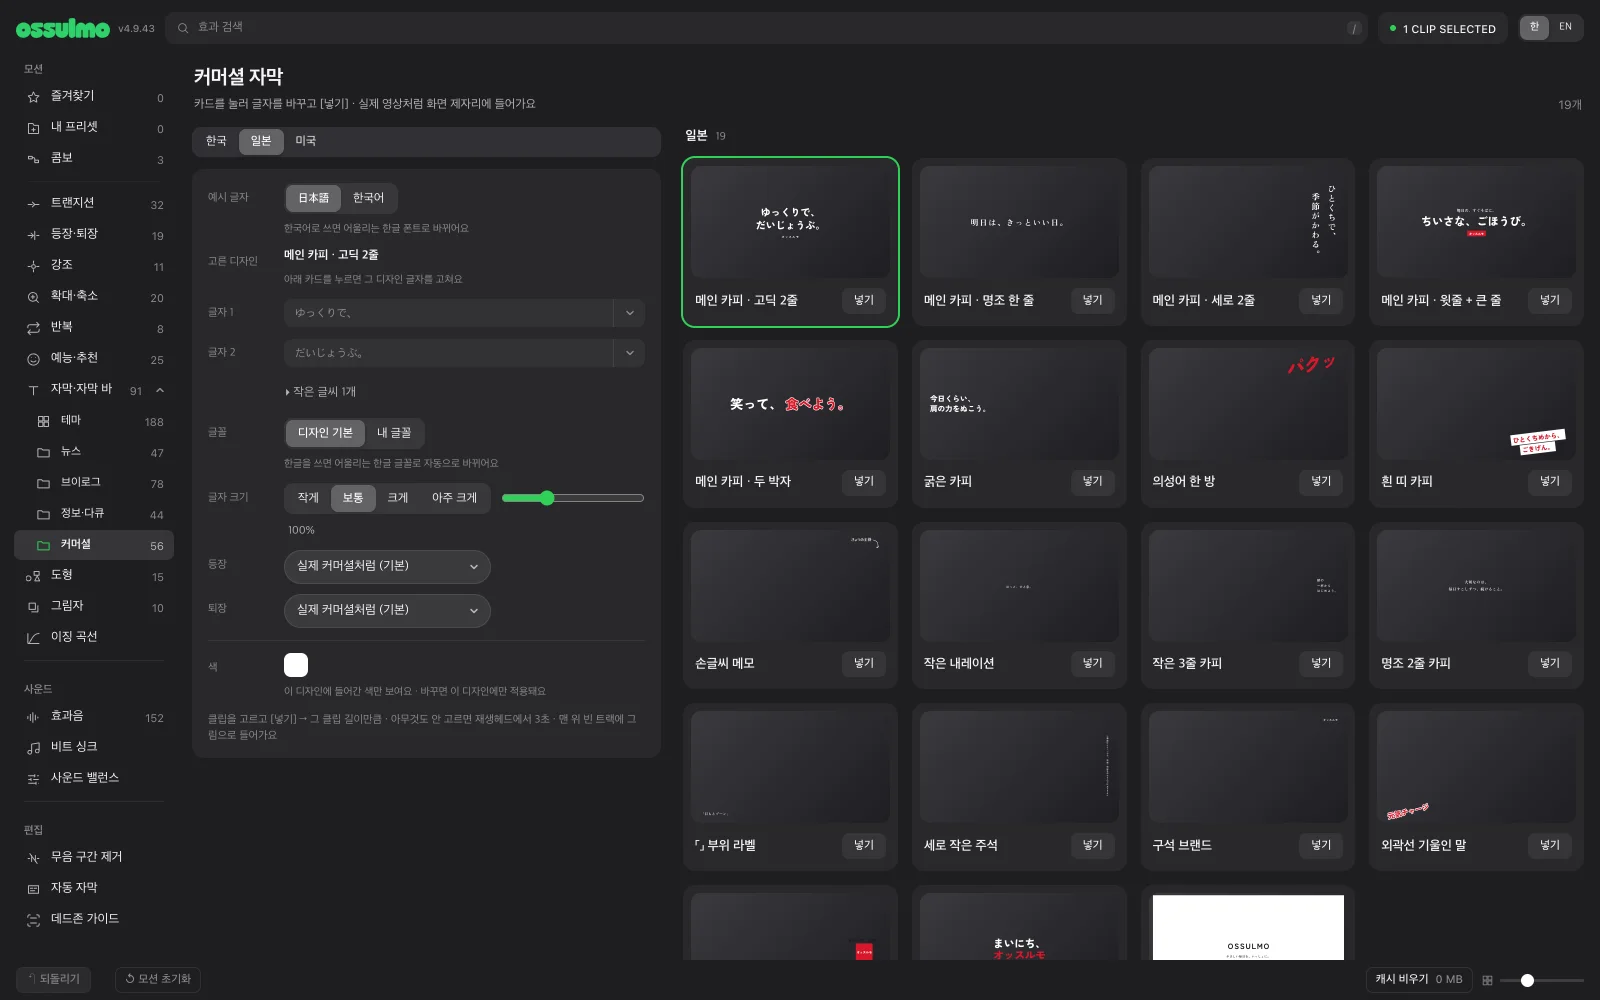 ossulmo v4.9.43
효과 검색
/
1 CLIP SELECTED
한 EN
모션
즐겨찾기 0
내 프리셋 0
콤보 3
트랜지션 32
등장·퇴장 19
강조 11
확대·축소 20
반복 8
예능·추천 25
자막·자막 바 91
테마 188
뉴스 47
브이로그 78
정보·다큐 44
커머셜 56
도형 15
그림자 10
이징 곡선
사운드
효과음 152
비트 싱크
사운드 밸런스
편집
무음 구간 제거
자동 자막
데드존 가이드
되돌리기
모션 초기화
커머셜 자막
카드를 눌러 글자를 바꾸고 [넣기] · 실제 영상처럼 화면 제자리에 들어가요
19개
한국 일본 미국
예시 글자
日本語 한국어
한국어로 쓰면 어울리는 한글 폰트로 바뀌어요
고른 디자인
메인 카피 · 고딕 2줄
아래 카드를 누르면 그 디자인 글자를 고쳐요
글자 1 ゆっくりで、
글자 2 だいじょうぶ。
작은 글씨 1개
글꼴
디자인 기본 내 글꼴
한글을 쓰면 어울리는 한글 글꼴로 자동으로 바뀌어요
글자 크기
작게 보통 크게 아주 크게
100%
등장 실제 커머셜처럼 (기본)
퇴장 실제 커머셜처럼 (기본)
색
이 디자인에 들어간 색만 보여요 · 바꾸면 이 디자인에만 적용돼요
클립을 고르고 [넣기] → 그 클립 길이만큼 · 아무것도 안 고르면 재생헤드에서 3초 · 맨 위 빈 트랙에 그
림으로 들어가요
일본 19
ゆっくりで、
だいじょうぶ。
메인 카피 · 고딕 2줄 넣기
明日は、きっといい日。
메인 카피 · 명조 한 줄 넣기
ひとくちで、
季節がかわる。
메인 카피 · 세로 2줄 넣기
ちいさな、ごほうび。
메인 카피 · 윗줄 + 큰 줄 넣기
笑って、食べよう。
메인 카피 · 두 박자 넣기
今日くらい、
肩の力をぬこう。
굵은 카피 넣기
パクッ
의성어 한 방 넣기
ひとくちめから、
ごきげん。
흰 띠 카피 넣기
손글씨 메모 넣기
작은 내레이션 넣기
작은 3줄 카피 넣기
명조 2줄 카피 넣기
「」 부위 라벨 넣기
세로 작은 주석 넣기
구석 브랜드 넣기
元気チャージ
외곽선 기울인 말 넣기
オッスルモ
まいにち、
オッスルモ
OSSULMO
캐시 비우기 0 MB